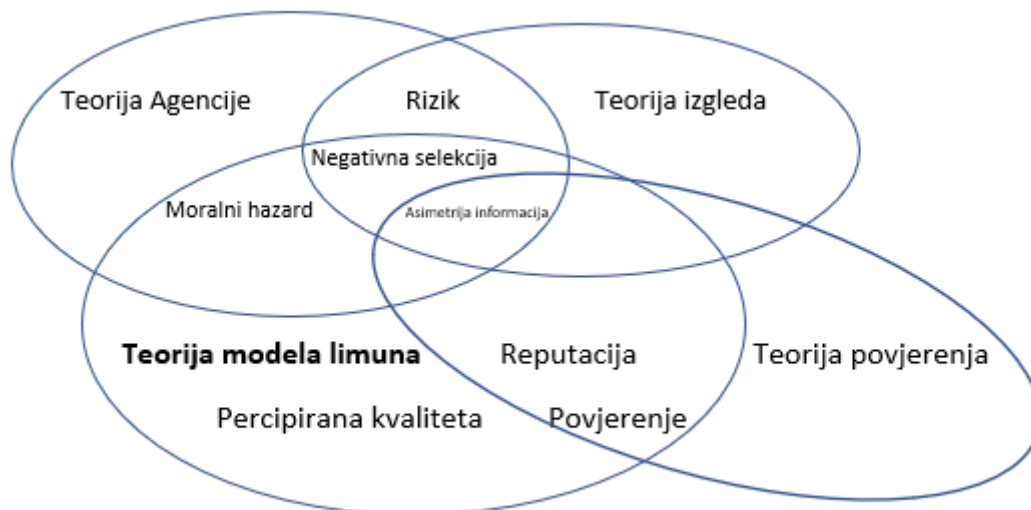 Teorija Agencije
Rizik
Teorija izgleda
Negativna selekcija
Moralni hazard
Asimetrija informacija
Teorija modela limuna
Reputacija
Teorija povjerenja
Percipirana kvaliteta
Povjerenje